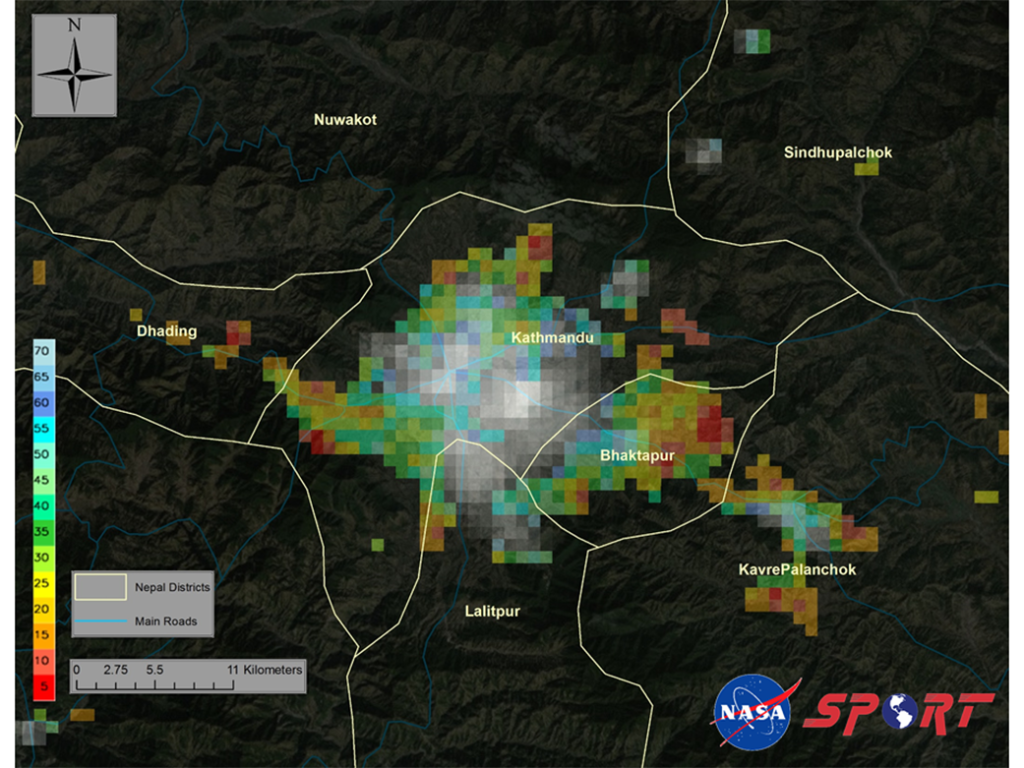 N
Nuwakot
Sindhupalchok
Dhading
Kathmandu
Bhaktapur
KavrePalanchok
Lalitpur
70
65
60
55
50
45
40
35
30
25
20
15
10
5
Nepal Districts
Main Roads
0 2.75 5.5 11 Kilometers
NASA SPORT